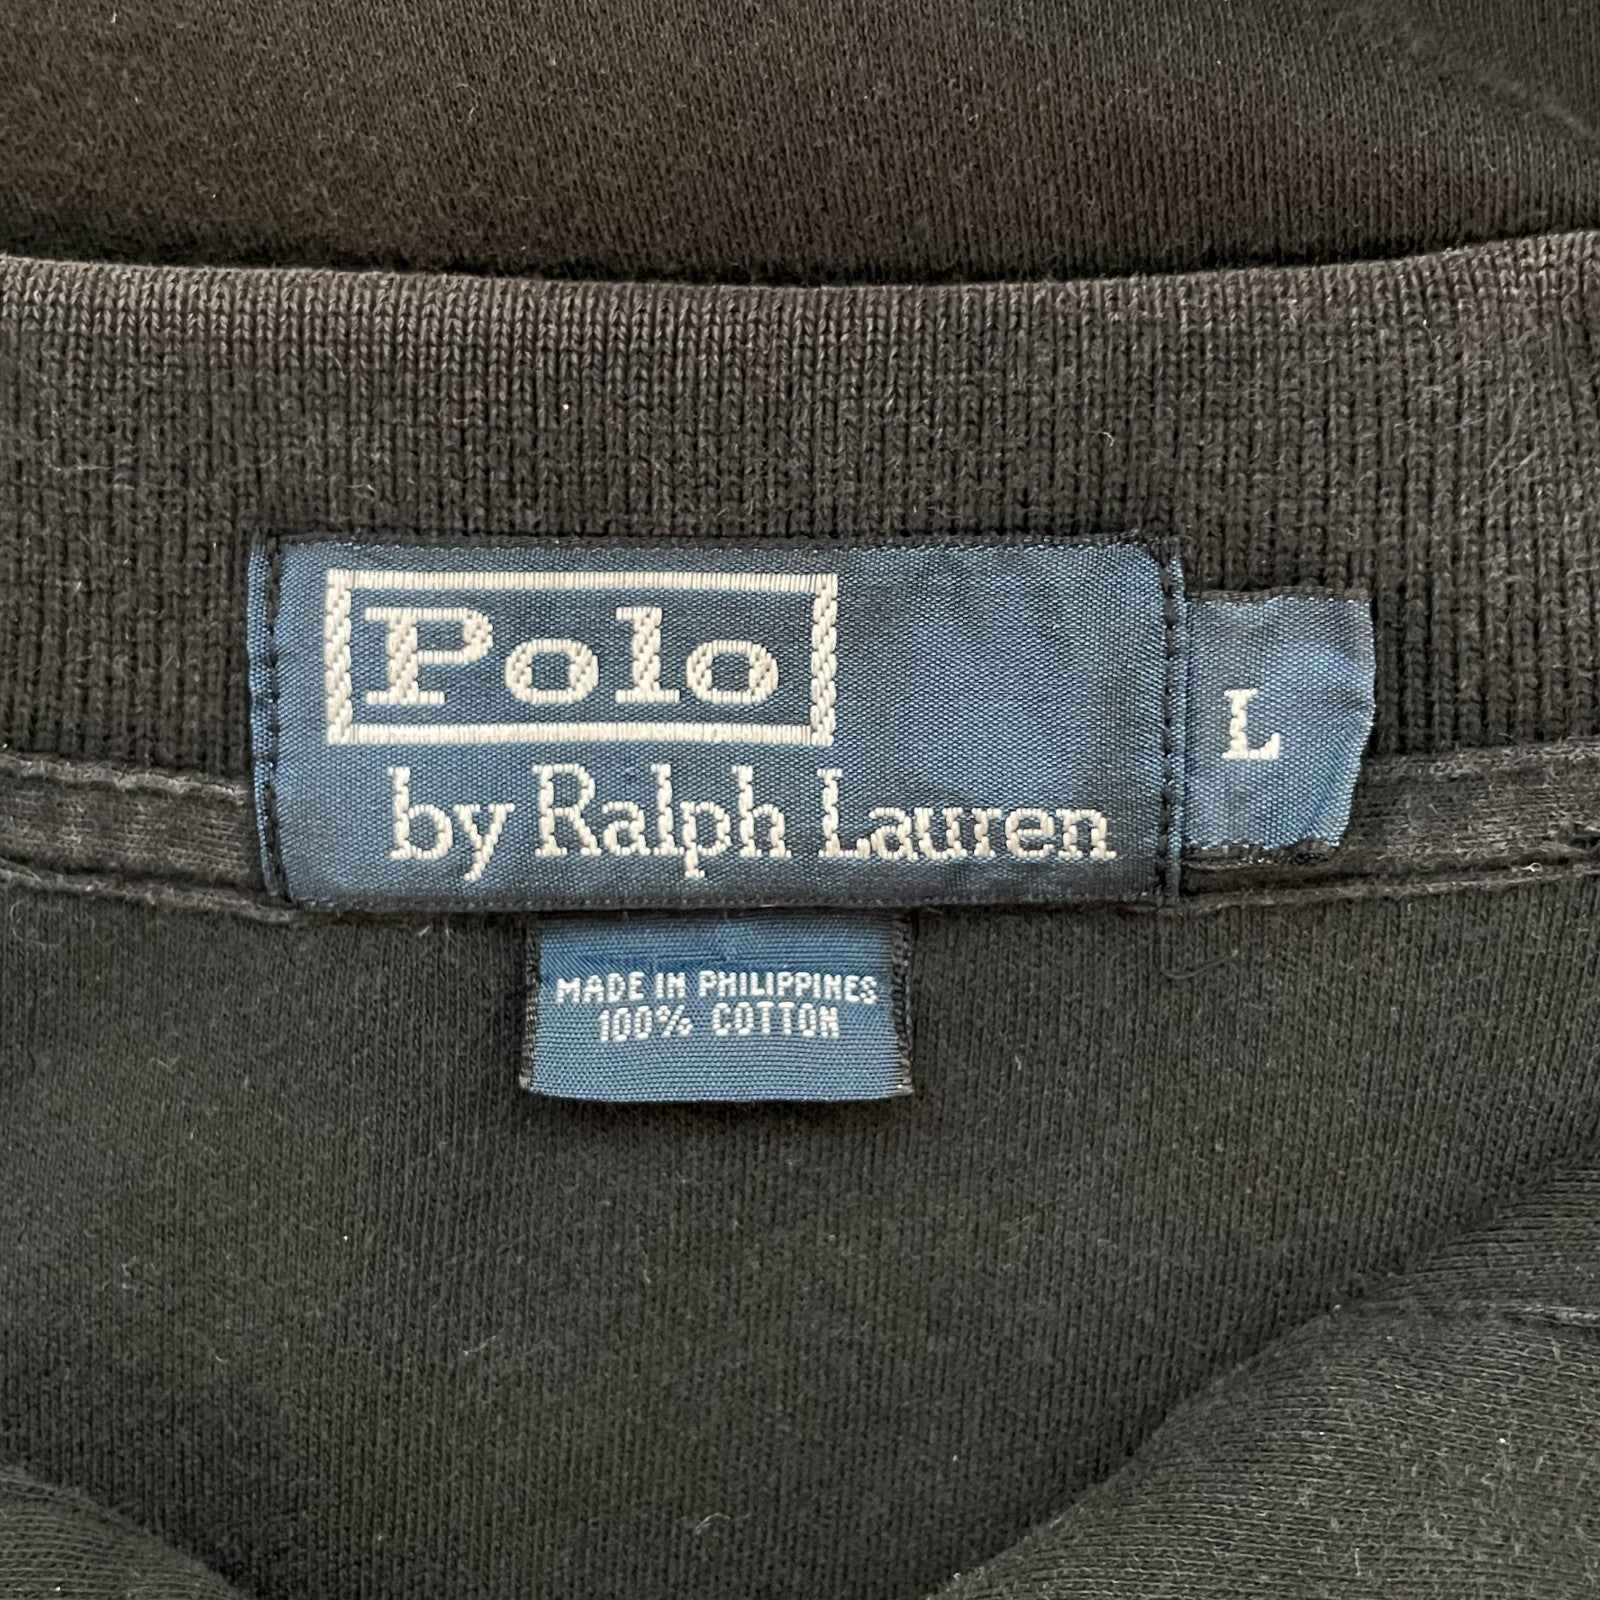 Polo
by Ralph Lauren
L
MADE IN PHILIPPINES
100% COTTON